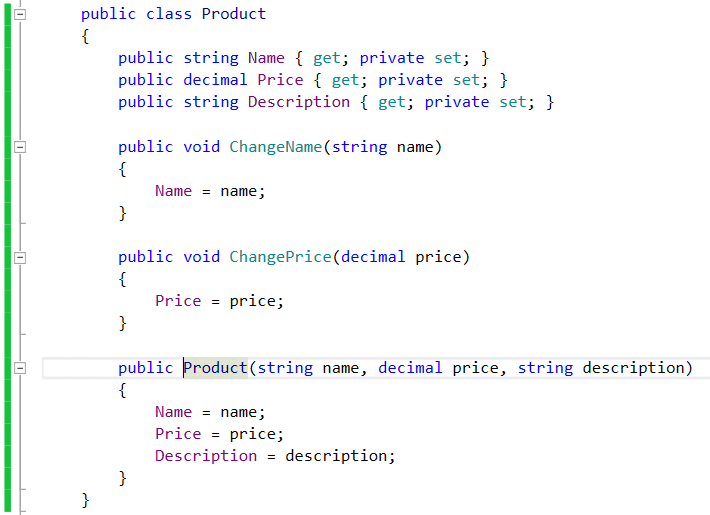 public class Product
{
public string Name { get; private set; }
public decimal Price { get; private set; }
public string Description { get; private set; }
public void ChangeName(string name)
{
Name = name;
}
public void ChangePrice(decimal price)
{
Price = price;
}
public Product(string name, decimal price, string description)
{
Name = name;
Price = price;
Description = description;
}
}